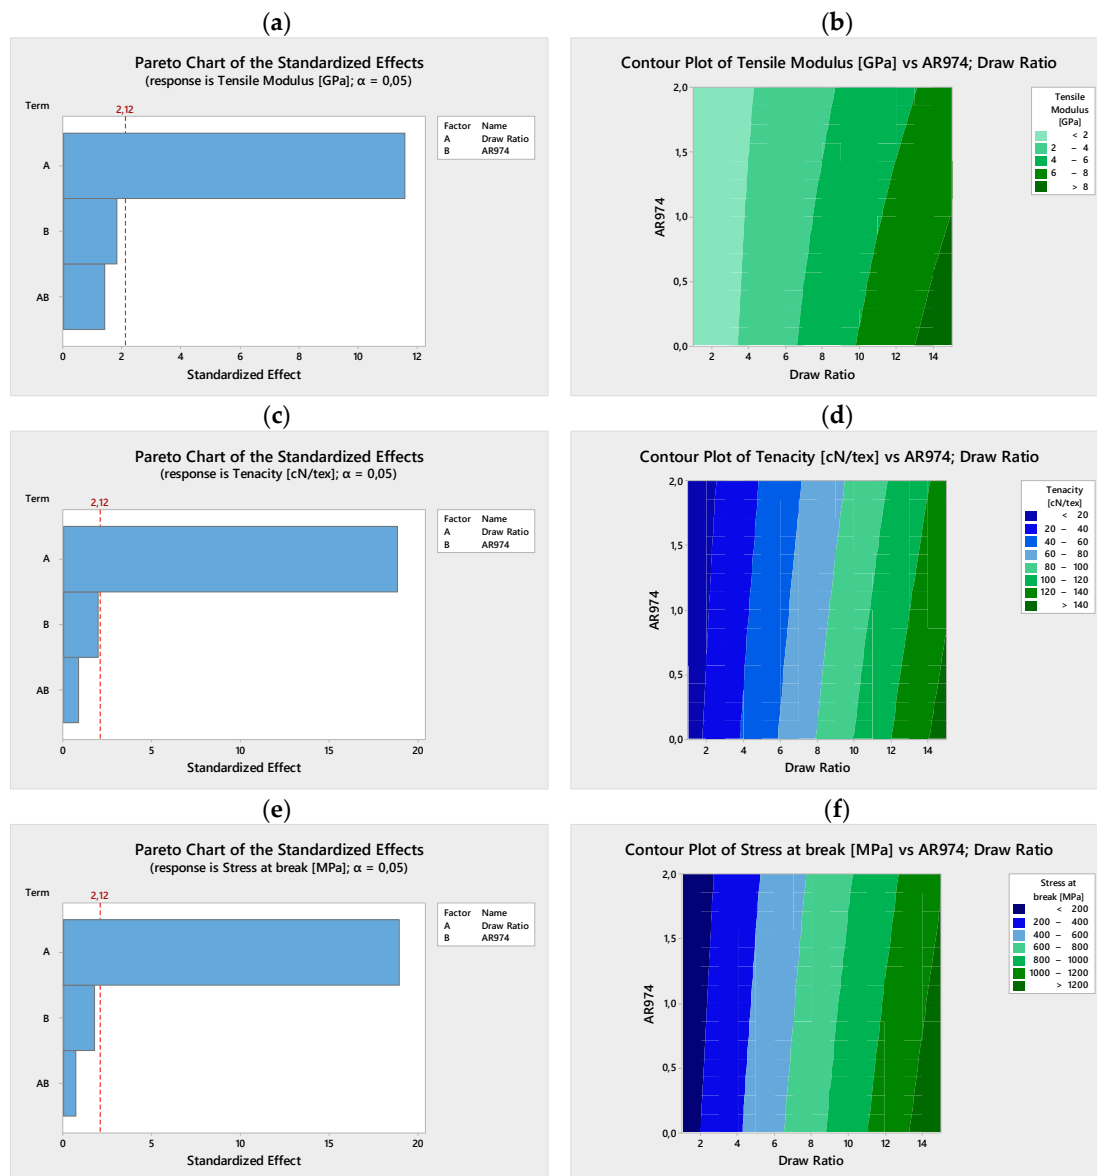 (a)
Pareto Chart of the Standardized Effects
(response is Tensile Modulus [GPa]; α = 0,05)
Term
2,12
Factor Name
A Draw Ratio
B AR974
A
B
AB
0 2 4 6 8 10 12
Standardized Effect
(b)
Contour Plot of Tensile Modulus [GPa] vs AR974; Draw Ratio
2,0
1,5
1,0
0,5
0,0
AR974
2 4 6 8 10 12 14
Draw Ratio
Tensile
Modulus
[GPa]
< 2
2 – 4
4 – 6
6 – 8
> 8
(c)
Pareto Chart of the Standardized Effects
(response is Tenacity [cN/tex]; α = 0,05)
Term
2,12
Factor Name
A Draw Ratio
B AR974
A
B
AB
0 5 10 15 20
Standardized Effect
(d)
Contour Plot of Tenacity [cN/tex] vs AR974; Draw Ratio
2,0
1,5
1,0
0,5
0,0
AR974
2 4 6 8 10 12 14
Draw Ratio
Tenacity
[cN/tex]
< 20
20 – 40
40 – 60
60 – 80
80 – 100
100 – 120
120 – 140
> 140
(e)
Pareto Chart of the Standardized Effects
(response is Stress at break [MPa]; α = 0,05)
Term
2,12
Factor Name
A Draw Ratio
B AR974
A
B
AB
0 5 10 15 20
Standardized Effect
(f)
Contour Plot of Stress at break [MPa] vs AR974; Draw Ratio
2,0
1,5
1,0
0,5
0,0
AR974
2 4 6 8 10 12 14
Draw Ratio
Stress at
break [MPa]
< 200
200 – 400
400 – 600
600 – 800
800 – 1000
1000 – 1200
> 1200